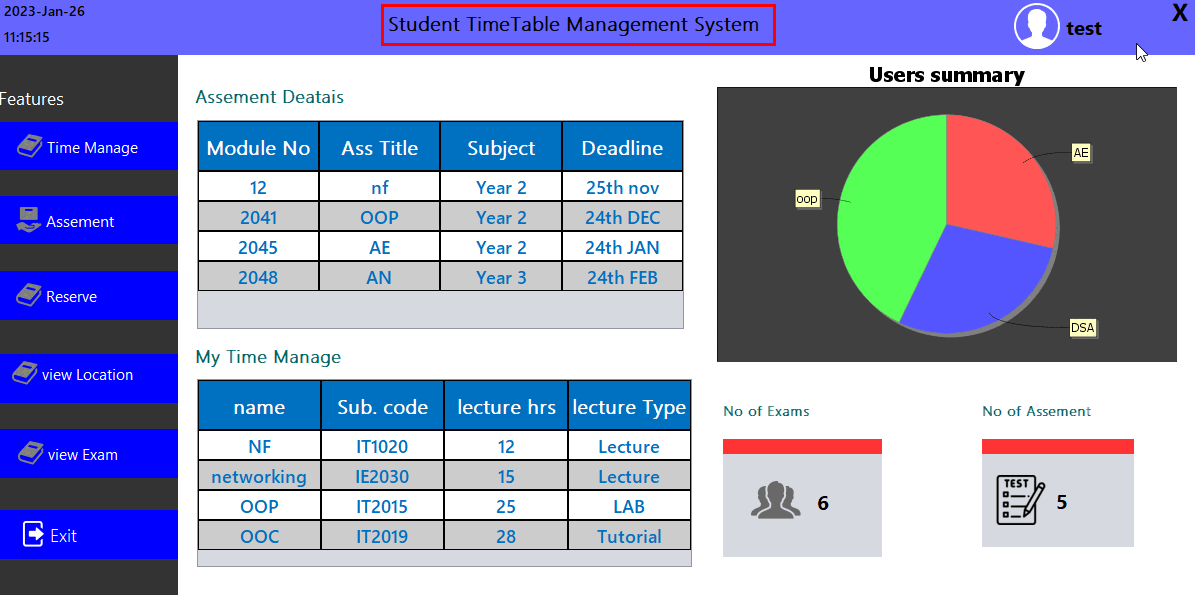 2023-Jan-26
11:15:15
Student TimeTable Management System
test
X
Features
Time Manage
Assement
Reserve
view Location
view Exam
Exit
Assement Deatais
Module No Ass Title Subject Deadline
12 nf Year 2 25th nov
2041 OOP Year 2 24th DEC
2045 AE Year 2 24th JAN
2048 AN Year 3 24th FEB
My Time Manage
name Sub. code lecture hrs lecture Type
NF IT1020 12 Lecture
networking IE2030 15 Lecture
OOP IT2015 25 LAB
OOC IT2019 28 Tutorial
Users summary
AE
oop
DSA
No of Exams
6
No of Assement
TEST
5